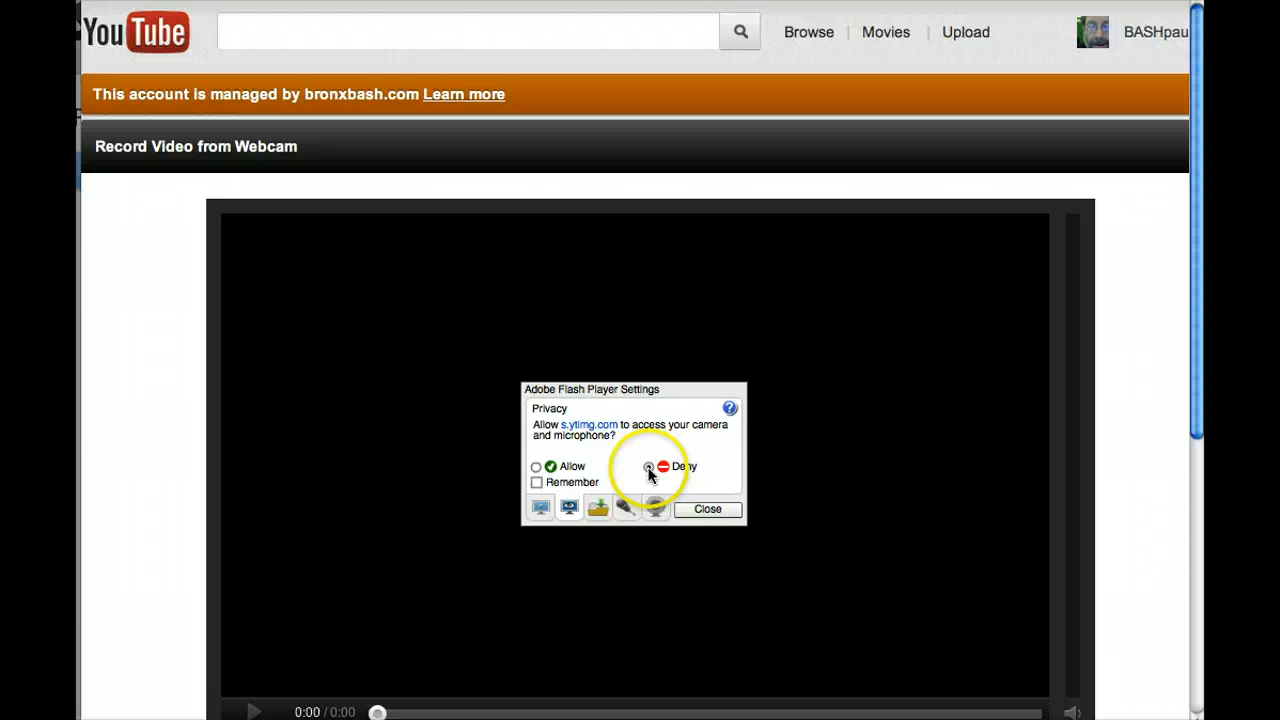 YouTube
Browse | Movies | Upload
BASHpau
This account is managed by bronxbash.com Learn more
Record Video from Webcam
Adobe Flash Player Settings
Privacy
?
Allow s.ytimg.com to access your camera
and microphone?
Allow
Deny
Remember
Close
0:00 / 0:00